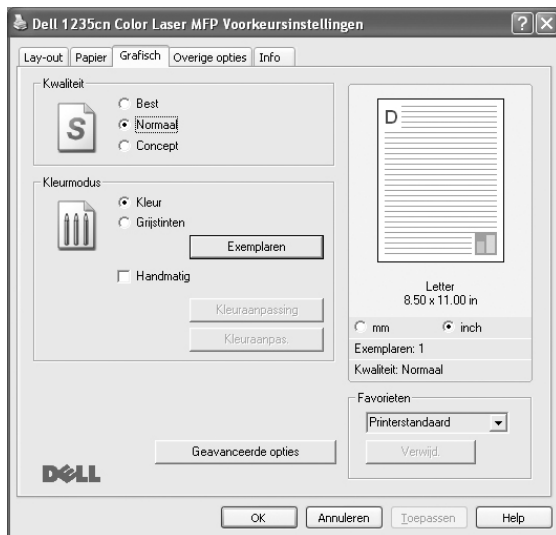 Dell 1235cn Color Laser MFP Voorkeursinstellingen
Lay-out Papier Grafisch Overige opties Info
Kwaliteit
S
Best
Normaal
Concept
Kleurmodus
Kleur
Grijstinten
Exemplaren
Handmatig
Kleuraanpassing
Kleuraanpas.
D
Letter
8.50 x 11.00 in
mm inch
Exemplaren: 1
Kwaliteit: Normaal
Favorieten
Printerstandaard
Verwijd.
Geavanceerde opties
DELL
OK Annuleren Toepassen Help